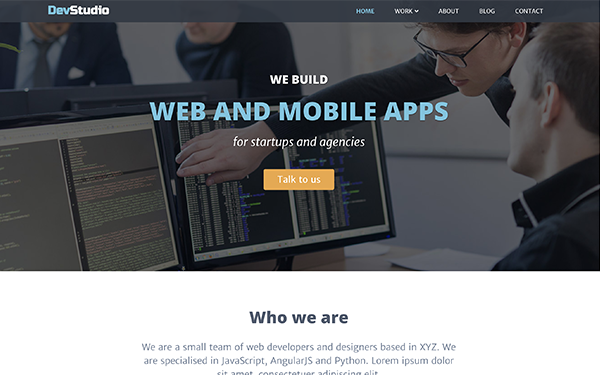 DevStudio
HOME WORK ABOUT BLOG CONTACT
WE BUILD
WEB AND MOBILE APPS
for startups and agencies
Talk to us
Who we are
We are a small team of web developers and designers based in XYZ. We
are specialised in JavaScript, AngularJS and Python. Lorem ipsum dolor
sit amet, consectetuer adipiscing elit.